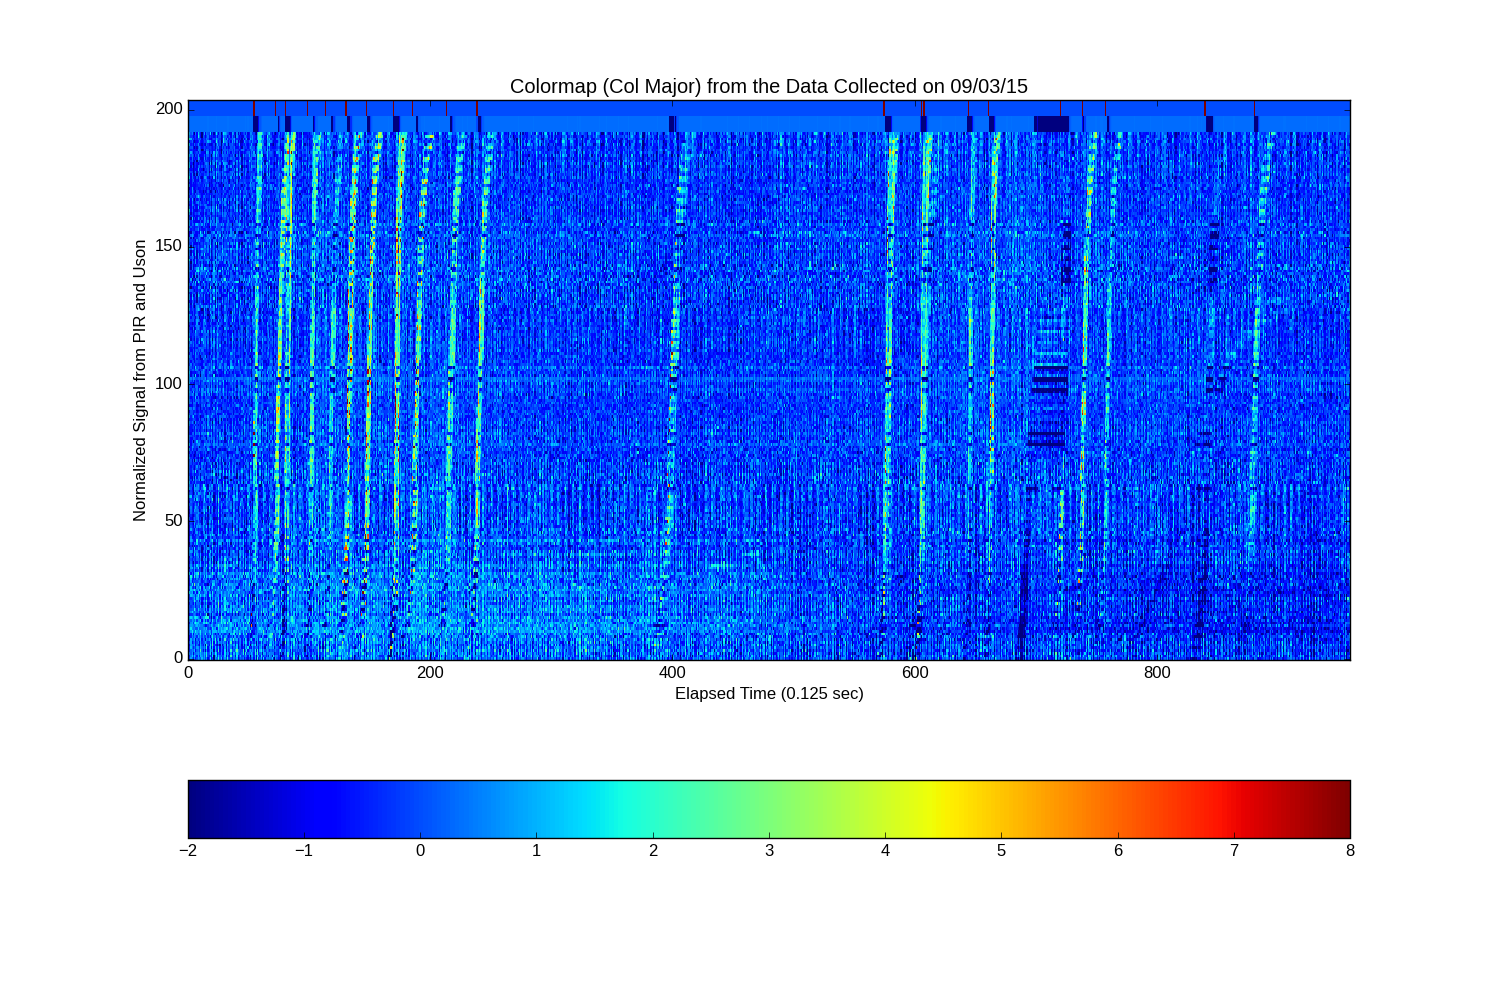 Colormap (Col Major) from the Data Collected on 09/03/15
Normalized Signal from PIR and Uson
200
150
100
50
0
0 200 400 600 800
Elapsed Time (0.125 sec)
−2 −1 0 1 2 3 4 5 6 7 8